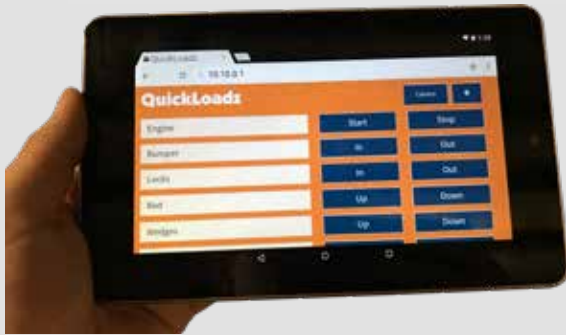 QuickLoadz
10.10.0.1
QuickLoadz
Engine Start Stop
Bumper In Out
Locks In Out
Bed Up Down
Wedges Up Down